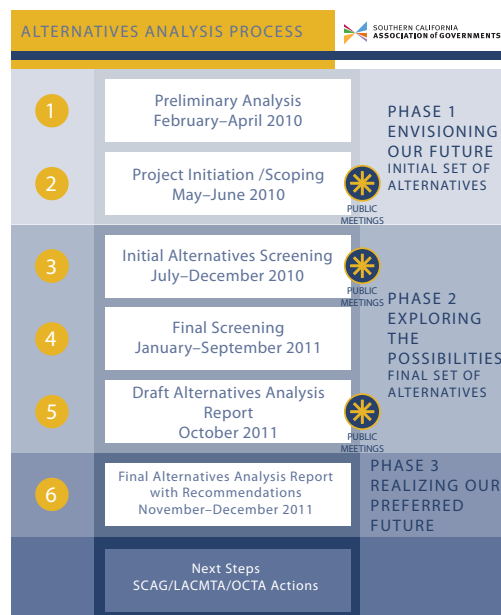 ALTERNATIVES ANALYSIS PROCESS
SOUTHERN CALIFORNIA
ASSOCIATION of GOVERNMENTS
1
Preliminary Analysis
February–April 2010
PHASE 1
ENVISIONING
OUR FUTURE
INITIAL SET OF
ALTERNATIVES
2
Project Initiation /Scoping
May–June 2010
PUBLIC
MEETINGS
3
Initial Alternatives Screening
July–December 2010
PUBLIC
MEETINGS
PHASE 2
EXPLORING
THE
POSSIBILITIES
FINAL SET OF
ALTERNATIVES
4
Final Screening
January–September 2011
5
Draft Alternatives Analysis
Report
October 2011
PUBLIC
MEETINGS
6
Final Alternatives Analysis Report
with Recommendations
November–December 2011
PHASE 3
REALIZING OUR
PREFERRED
FUTURE
Next Steps
SCAG/LACMTA/OCTA Actions